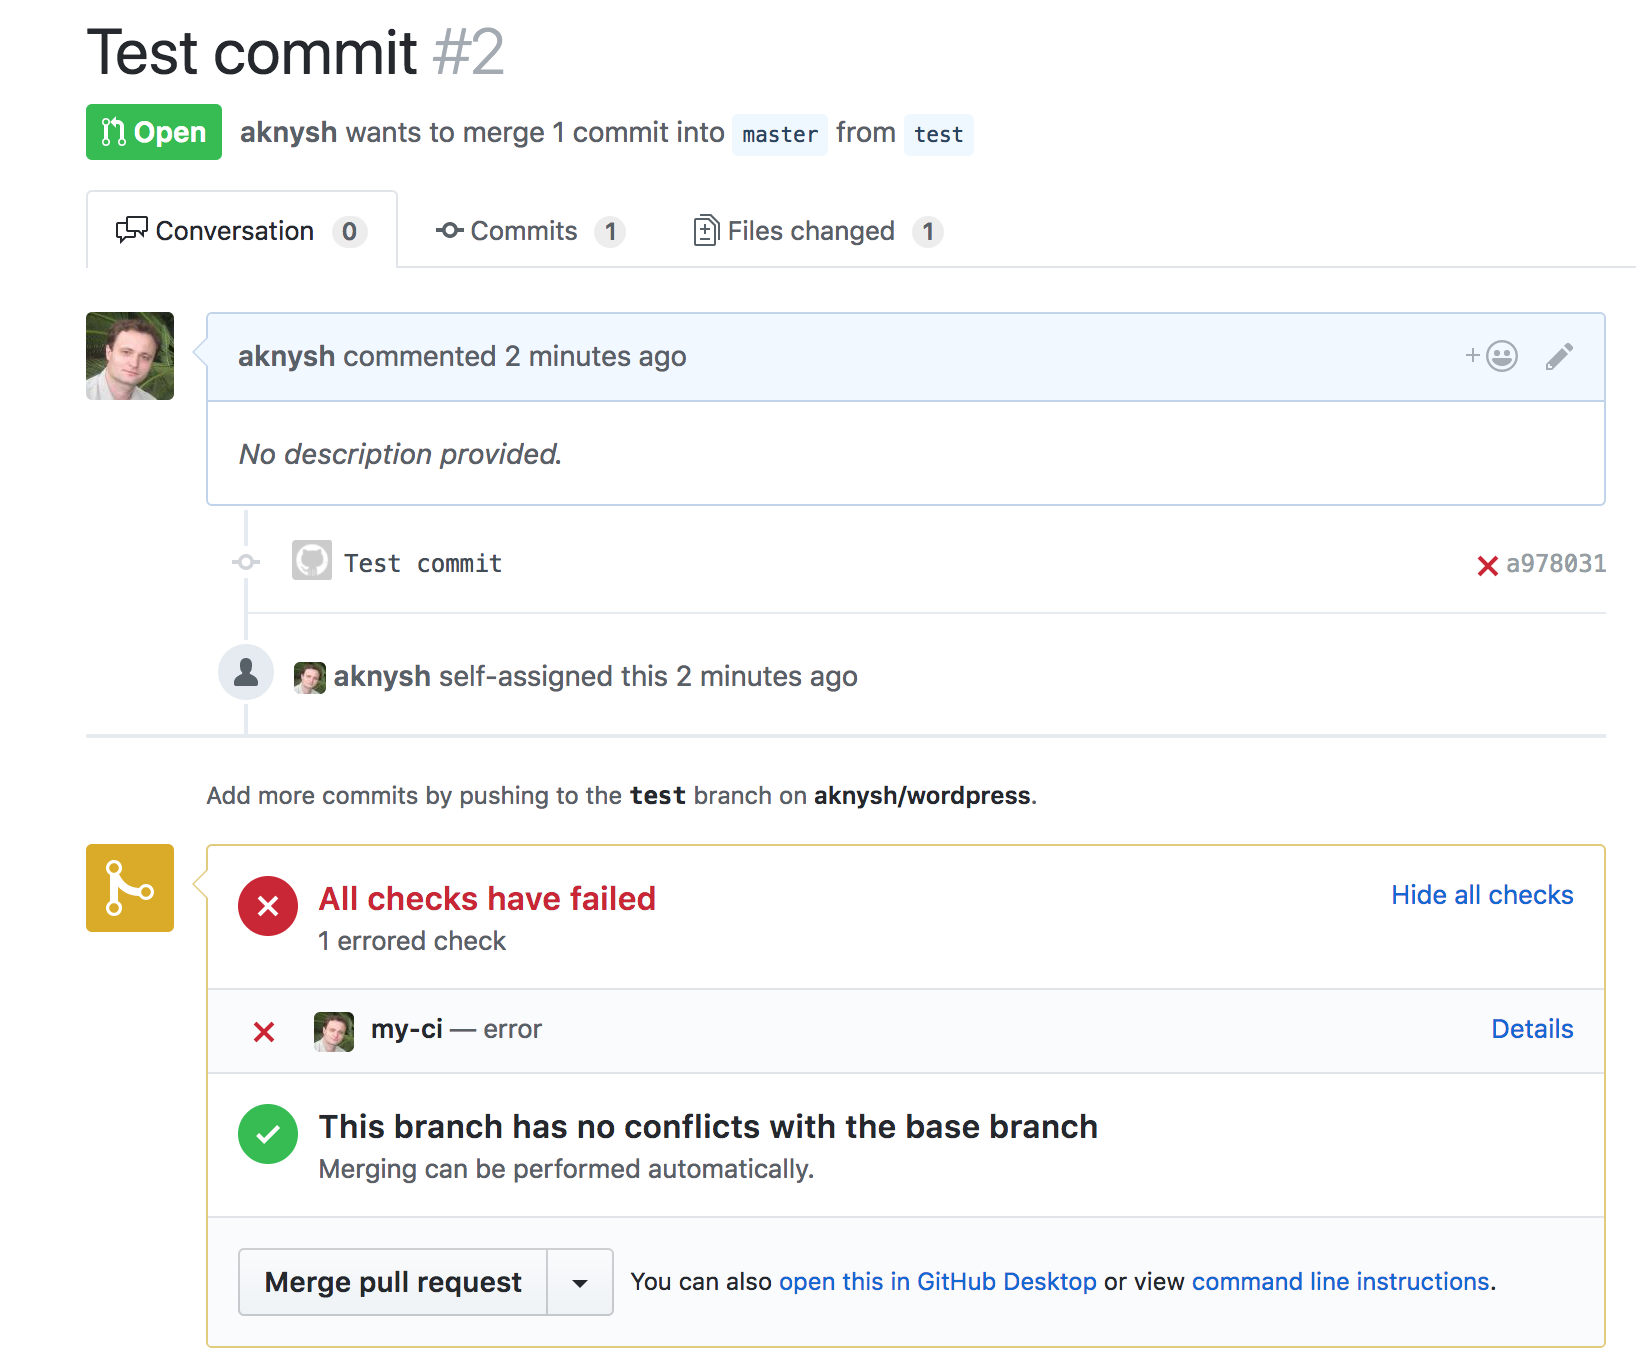 Test commit #2
Open aknysh wants to merge 1 commit into master from test
Conversation 0 Commits 1 Files changed 1
aknysh commented 2 minutes ago
No description provided.
Test commit a978031
aknysh self-assigned this 2 minutes ago
Add more commits by pushing to the test branch on aknysh/wordpress.
All checks have failed Hide all checks
1 errored check
my-ci — error Details
This branch has no conflicts with the base branch
Merging can be performed automatically.
Merge pull request You can also open this in GitHub Desktop or view command line instructions.